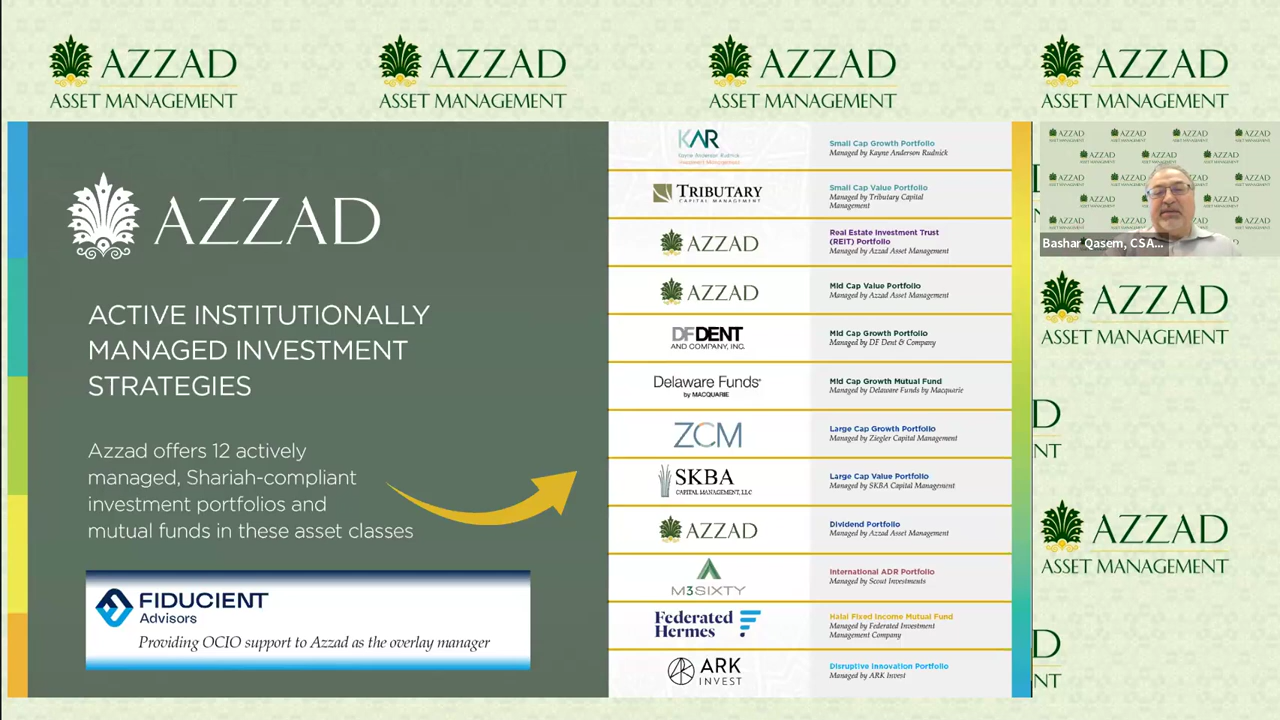 AZZAD
ASSET MANAGEMENT
AZZAD
ASSET MANAGEMENT
AZZAD
ASSET MANAGEMENT
AZZAD
ASSET MANAGEMENT
AZZAD
ACTIVE INSTITUTIONALLY
MANAGED INVESTMENT
STRATEGIES
Azzad offers 12 actively
managed, Shariah-compliant
investment portfolios and
mutual funds in these asset classes
FIDUCIENT
Advisors
Providing OCIO support to Azzad as the overlay manager
KAR
Kayne Anderson Rudnick
Investment Management
Small Cap Growth Portfolio
Managed by Kayne Anderson Rudnick
TRIBUTARY
CAPITAL MANAGEMENT
Small Cap Value Portfolio
Managed by Tributary Capital
Management
AZZAD
Real Estate Investment Trust
(REIT) Portfolio
Managed by Azzad Asset Management
AZZAD
Mid Cap Value Portfolio
Managed by Azzad Asset Management
DF DENT
AND COMPANY, INC.
Mid Cap Growth Portfolio
Managed by DF Dent & Company
Delaware Funds®
by MACQUARIE
Mid Cap Growth Mutual Fund
Managed by Delaware Funds by Macquarie
ZCM
Large Cap Growth Portfolio
Managed by Ziegler Capital Management
SKBA
CAPITAL MANAGEMENT, LLC
Large Cap Value Portfolio
Managed by SKBA Capital Management
AZZAD
Dividend Portfolio
Managed by Azzad Asset Management
M3SIXTY
International ADR Portfolio
Managed by Scout Investments
Federated
Hermes
Halal Fixed Income Mutual Fund
Managed by Federated Investment
Management Company
ARK
INVEST
Disruptive Innovation Portfolio
Managed by ARK Invest
Bashar Qasem, CSA...
AZZAD
ASSET MANAGEMENT
D
NT
AZZAD
ASSET MANAGEMENT
D
NT